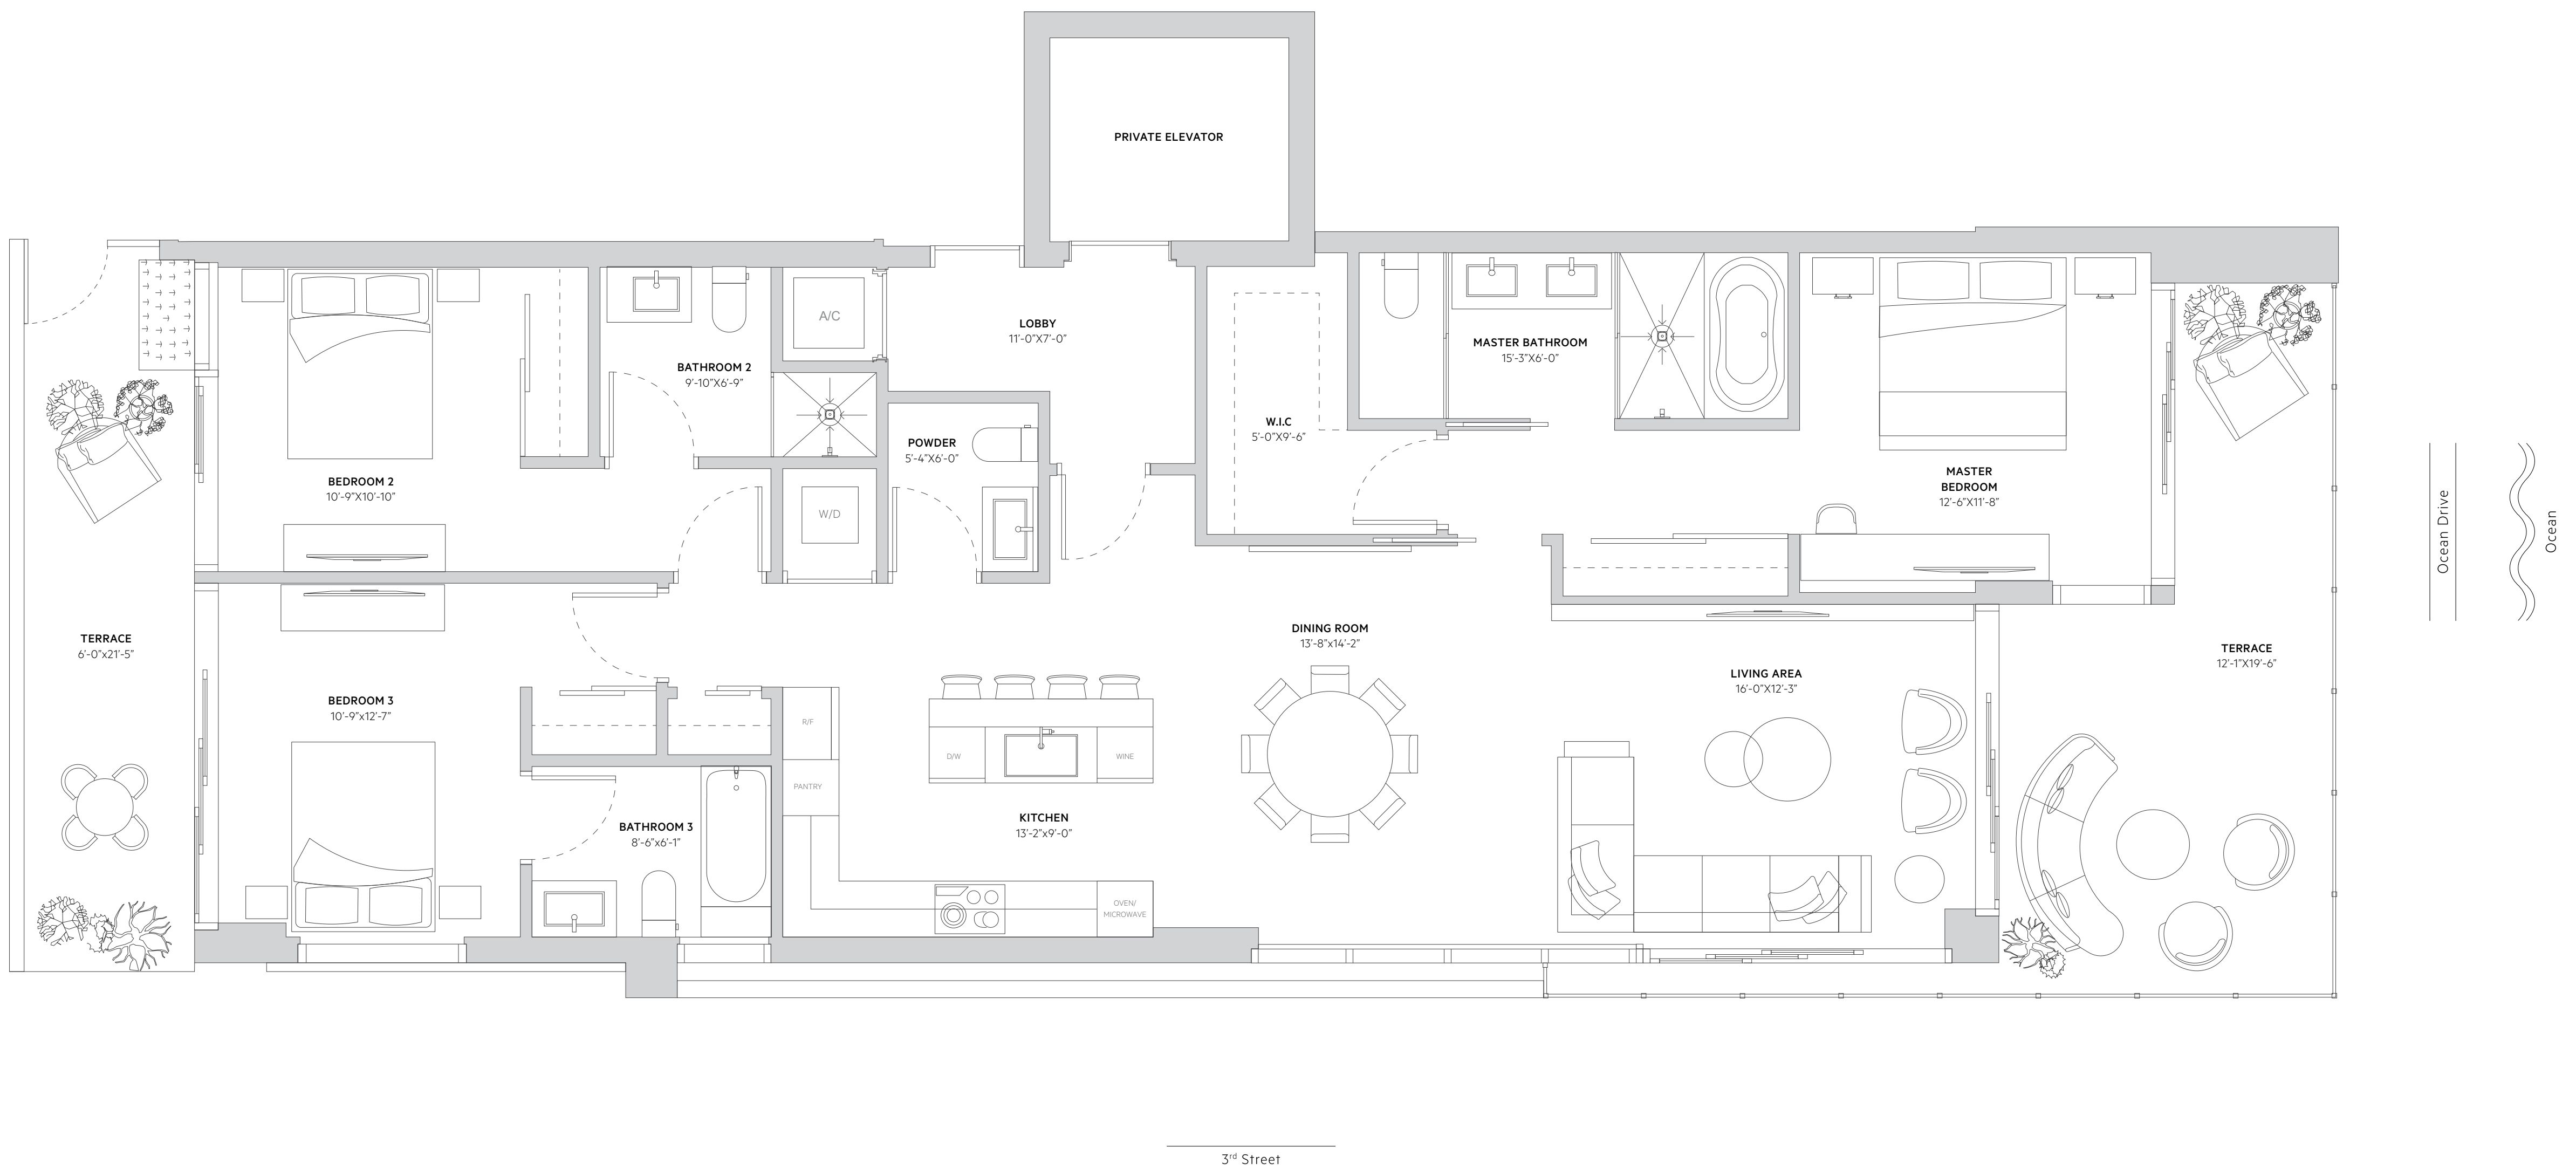 PRIVATE ELEVATOR
LOBBY
11'-0"X7'-0"
A/C
BATHROOM 2
9'-10"X6'-9"
MASTER BATHROOM
15'-3"X6'-0"
W.I.C
5'-0"X9'-6"
POWDER
5'-4"X6'-0"
BEDROOM 2
10'-9"X10'-10"
W/D
MASTER
BEDROOM
12'-6"X11'-8"
Ocean Drive
Ocean
TERRACE
6'-0"x21'-5"
DINING ROOM
13'-8"x14'-2"
TERRACE
12'-1"X19'-6"
BEDROOM 3
10'-9"x12'-7"
LIVING AREA
16'-0"X12'-3"
R/F
D/W
WINE
PANTRY
BATHROOM 3
8'-6"x6'-1"
KITCHEN
13'-2"x9'-0"
OVEN/
MICROWAVE
3rd Street